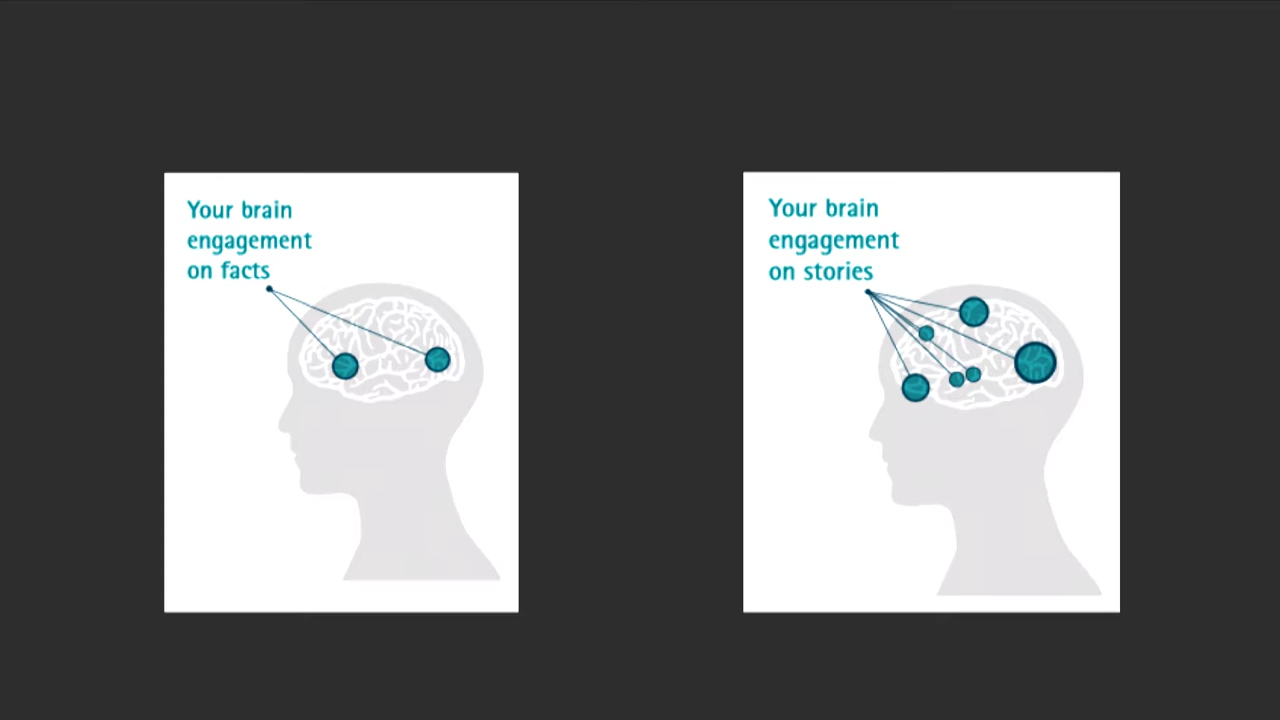 Your brain
engagement
on facts
Your brain
engagement
on stories